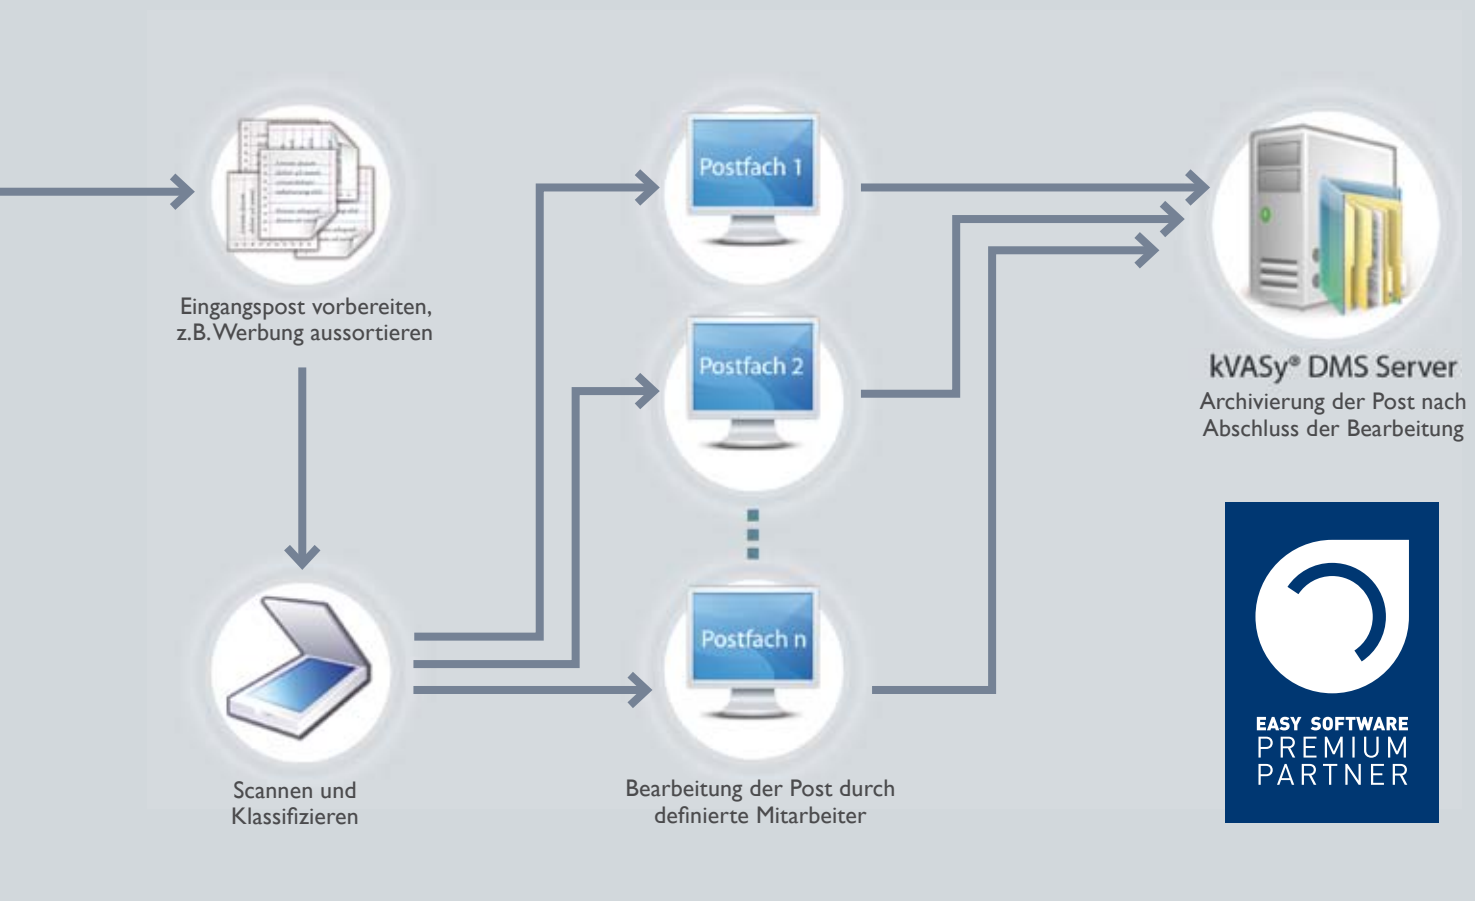 Eingangspost vorbereiten,
z.B. Werbung aussortieren
Scannen und
Klassifizieren
Postfach 1
Postfach 2
Postfach n
Bearbeitung der Post durch
definierte Mitarbeiter
kVASy® DMS Server
Archivierung der Post nach
Abschluss der Bearbeitung
EASY SOFTWARE
PREMIUM
PARTNER